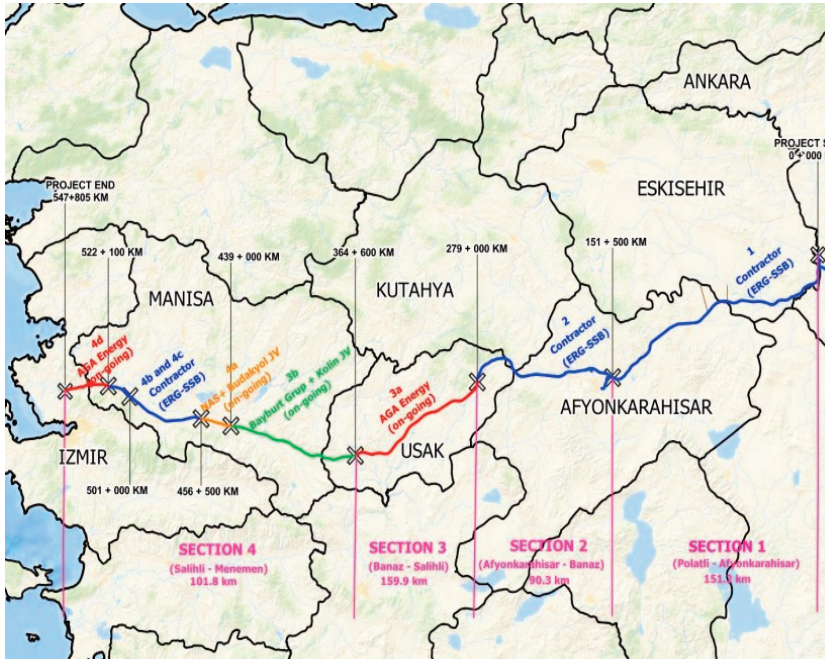 ANKARA
PROJECT S
0+000
ESKISEHIR
PROJECT END
547+805 KM
522 + 100 KM
439 + 000 KM
364 + 600 KM
279 + 000 KM
151 + 500 KM
1
Contractor
(ERG-SSB)
MANISA
KUTAHYA
2
Contractor
(ERG-SSB)
4d
AGA Energy
(on-going)
4b and 4c
Contractor
(ERG-SSB)
4a
Budakyol JV
(on-going)
3b
Bayburt Grup + Kolin JV
(on-going)
3a
AGA Energy
(on-going)
AFYONKARAHISAR
IZMIR
USAK
501 + 000 KM
456 + 500 KM
SECTION 4
(Salihli - Menemen)
101.8 km
SECTION 3
(Banaz - Salihli)
159.9 km
SECTION 2
(Afyonkarahisar - Banaz)
90.3 km
SECTION 1
(Polatli - Afyonkarahisar)
151.2 km